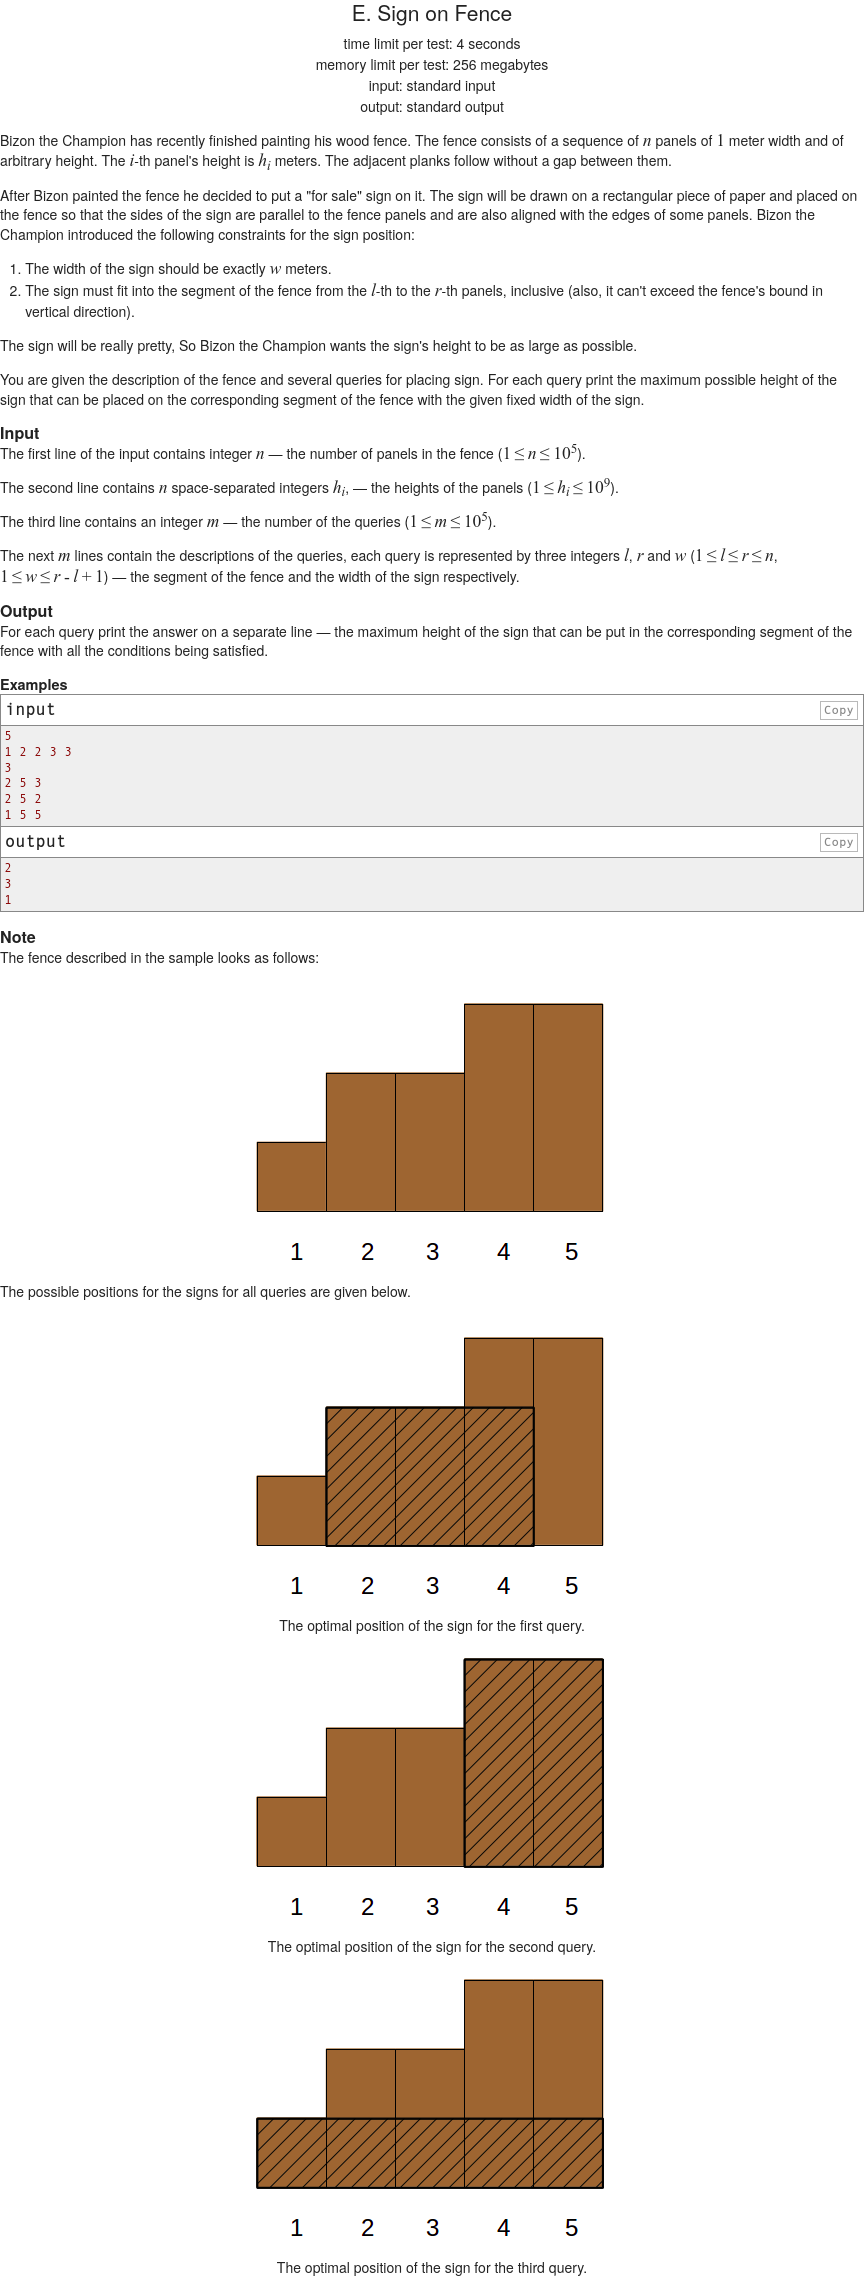 E. Sign on Fence
time limit per test: 4 seconds
memory limit per test: 256 megabytes
input: standard input
output: standard output
Bizon the Champion has recently finished painting his wood fence. The fence consists of a sequence of n panels of 1 meter width and of
arbitrary height. The i-th panel's height is hi meters. The adjacent planks follow without a gap between them.
After Bizon painted the fence he decided to put a "for sale" sign on it. The sign will be drawn on a rectangular piece of paper and placed on
the fence so that the sides of the sign are parallel to the fence panels and are also aligned with the edges of some panels. Bizon the
Champion introduced the following constraints for the sign position:
1. The width of the sign should be exactly w meters.
2. The sign must fit into the segment of the fence from the l-th to the r-th panels, inclusive (also, it can't exceed the fence's bound in
vertical direction).
The sign will be really pretty, So Bizon the Champion wants the sign's height to be as large as possible.
You are given the description of the fence and several queries for placing sign. For each query print the maximum possible height of the
sign that can be placed on the corresponding segment of the fence with the given fixed width of the sign.
Input
The first line of the input contains integer n — the number of panels in the fence (1 ≤ n ≤ 10^5).
The second line contains n space-separated integers hi, — the heights of the panels (1 ≤ hi ≤ 10^9).
The third line contains an integer m — the number of the queries (1 ≤ m ≤ 10^5).
The next m lines contain the descriptions of the queries, each query is represented by three integers l, r and w (1 ≤ l ≤ r ≤ n,
1 ≤ w ≤ r - l + 1) — the segment of the fence and the width of the sign respectively.
Output
For each query print the answer on a separate line — the maximum height of the sign that can be put in the corresponding segment of the
fence with all the conditions being satisfied.
Examples
input Copy
5
1 2 2 3 3
3
2 5 3
2 5 2
1 5 5
output Copy
2
3
1
Note
The fence described in the sample looks as follows:
1 2 3 4 5
The possible positions for the signs for all queries are given below.
1 2 3 4 5
The optimal position of the sign for the first query.
1 2 3 4 5
The optimal position of the sign for the second query.
1 2 3 4 5
The optimal position of the sign for the third query.